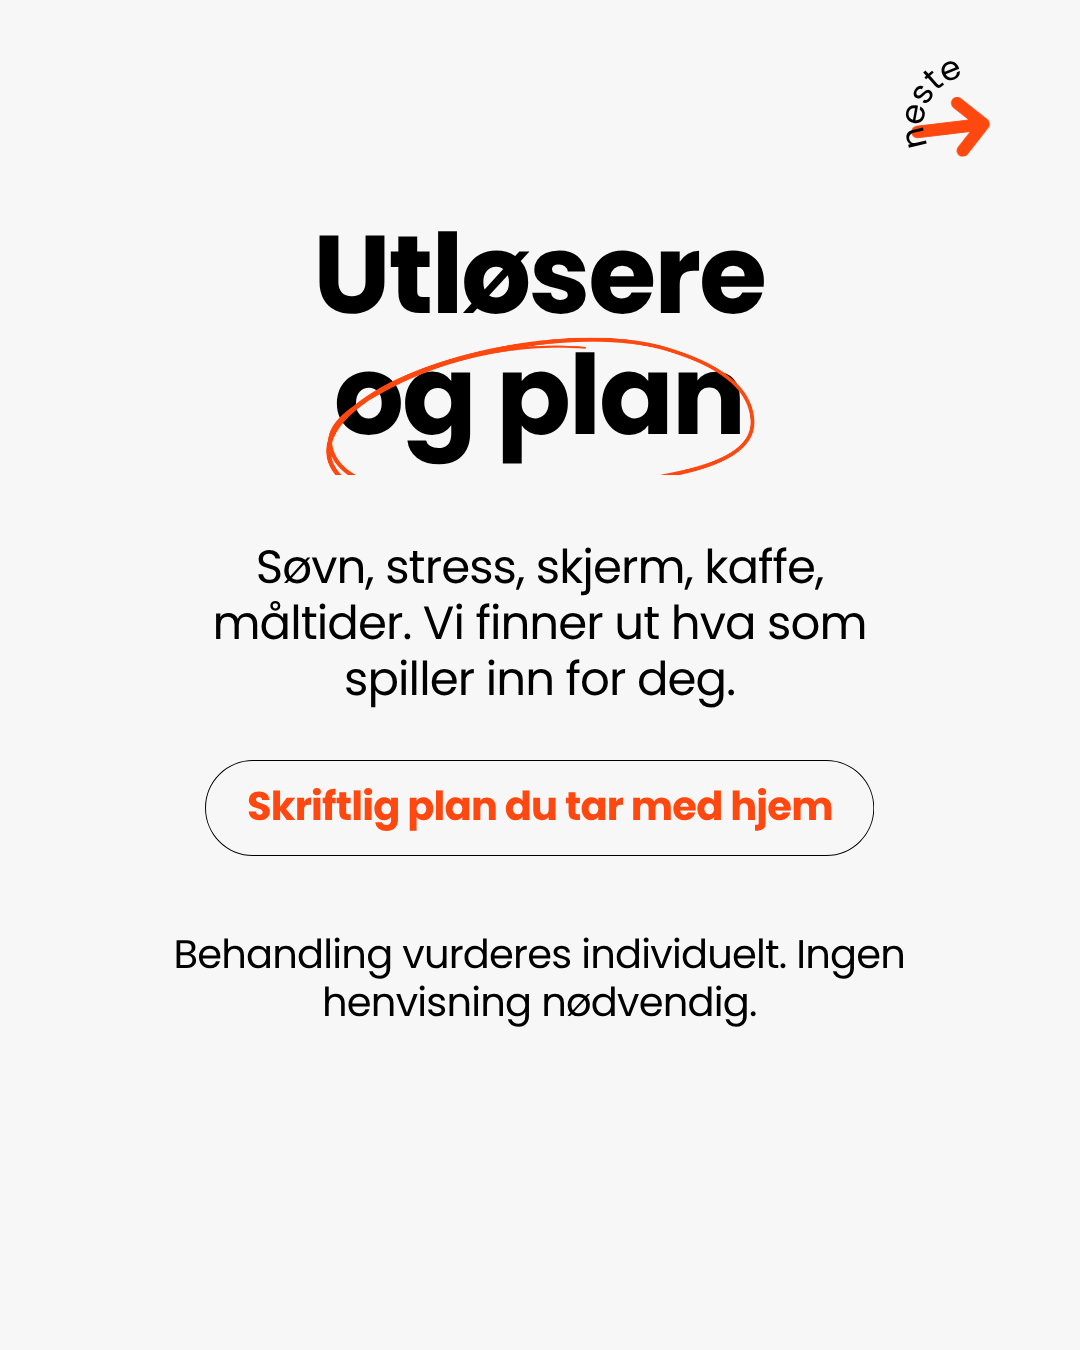 neste
Utløsere
og plan
Søvn, stress, skjerm, kaffe,
måltider. Vi finner ut hva som
spiller inn for deg.
Skriftlig plan du tar med hjem
Behandling vurderes individuelt. Ingen
henvisning nødvendig.